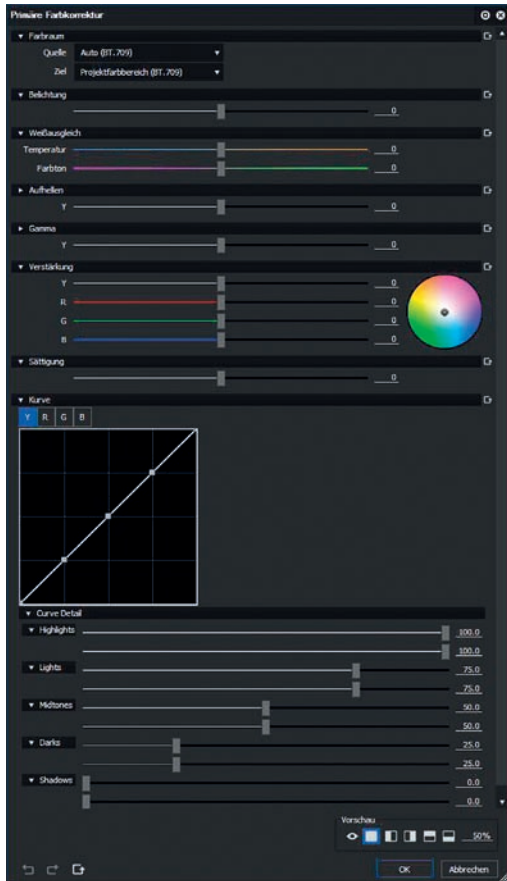 Primäre Farbkorrektur
Farbraum
Quelle Auto (BT.709)
Ziel Projektfarbbereich (BT.709)
Belichtung
0
Weißausgleich
Temperatur 0
Farbton 0
Aufhellen
Y 0
Gamma
Y 0
Verstärkung
Y 0
R 0
G 0
B 0
Sättigung
0
Kurve
Y R G B
Curve Detail
Highlights 100.0
100.0
Lights 75.0
75.0
Midtones 50.0
50.0
Darks 25.0
25.0
Shadows 0.0
0.0
Vorschau
50%
OK Abbrechen